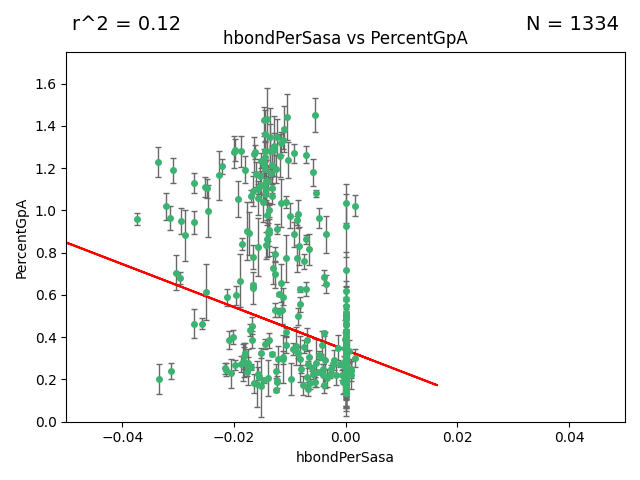 r^2 = 0.12
N = 1334
hbondPerSasa vs PercentGpA
PercentGpA
1.6
1.4
1.2
1.0
0.8
0.6
0.4
0.2
0.0
−0.04
−0.02
0.00
0.02
0.04
hbondPerSasa